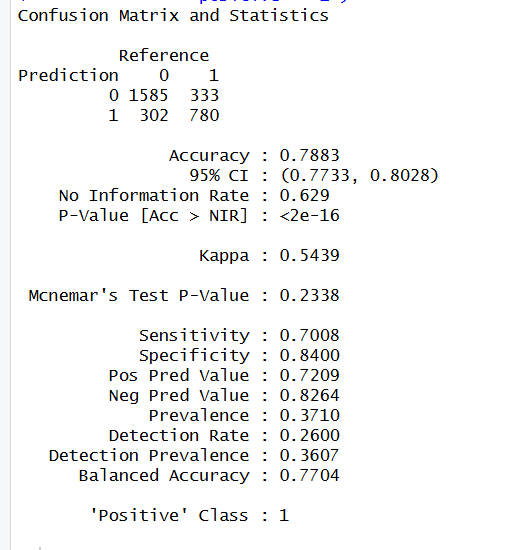 Confusion Matrix and Statistics
Reference
Prediction 0 1
0 1585 333
1 302 780
Accuracy : 0.7883
95% CI : (0.7733, 0.8028)
No Information Rate : 0.629
P-Value [Acc > NIR] : <2e-16
Kappa : 0.5439
Mcnemar's Test P-Value : 0.2338
Sensitivity : 0.7008
Specificity : 0.8400
Pos Pred Value : 0.7209
Neg Pred Value : 0.8264
Prevalence : 0.3710
Detection Rate : 0.2600
Detection Prevalence : 0.3607
Balanced Accuracy : 0.7704
'Positive' Class : 1